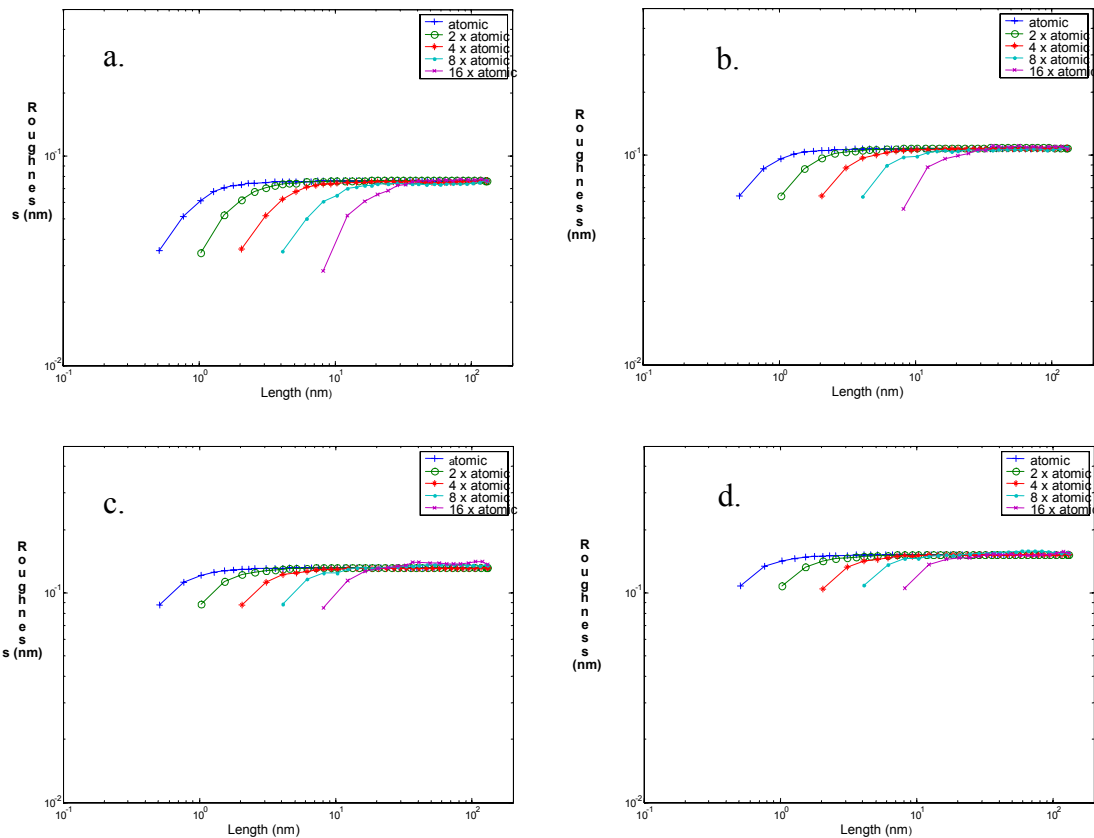 a.
atomic
2 x atomic
4 x atomic
8 x atomic
16 x atomic
Roughness (nm)
10^-1
10^-2
10^-1
10^0
10^1
10^2
Length (nm)
b.
atomic
2 x atomic
4 x atomic
8 x atomic
16 x atomic
Roughness (nm)
10^-1
10^-2
10^-1
10^0
10^1
10^2
Length (nm)
c.
atomic
2 x atomic
4 x atomic
8 x atomic
16 x atomic
Roughness (nm)
10^-1
10^-2
10^-1
10^0
10^1
10^2
Length (nm)
d.
atomic
2 x atomic
4 x atomic
8 x atomic
16 x atomic
Roughness (nm)
10^-1
10^-2
10^-1
10^0
10^1
10^2
Length (nm)